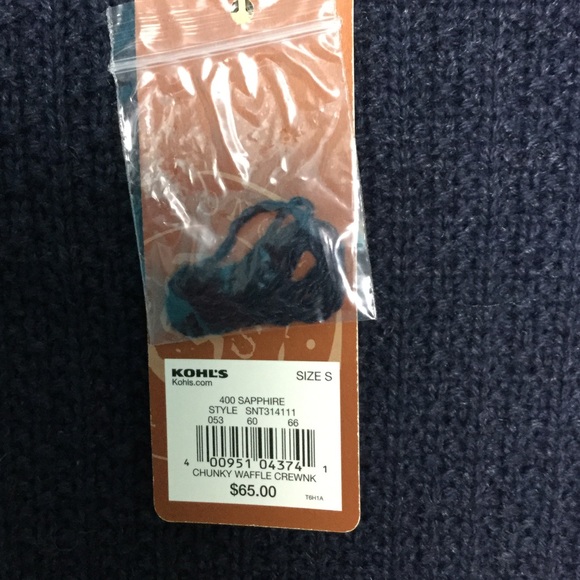 KOHL'S
Kohls.com
SIZE S
400 SAPPHIRE
STYLE SNT314111
053 60 66
4 00951 04374 1
CHUNKY WAFFLE CREWNK
$65.00
TBH1A